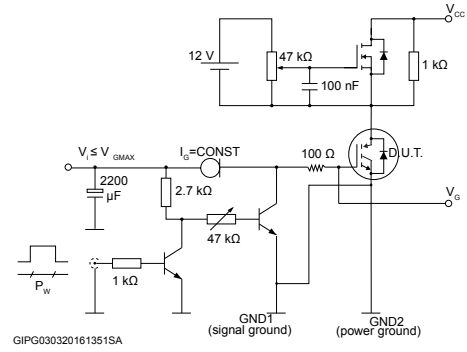 V_CC
12 V
47 kΩ
1 kΩ
100 nF
V_i ≤ V_GMAX
I_G=CONST
100 Ω
D.U.T.
2200
μF
2.7 kΩ
V_G
47 kΩ
P_W
1 kΩ
GND1
(signal ground)
GND2
(power ground)
GIPG030320161351SA